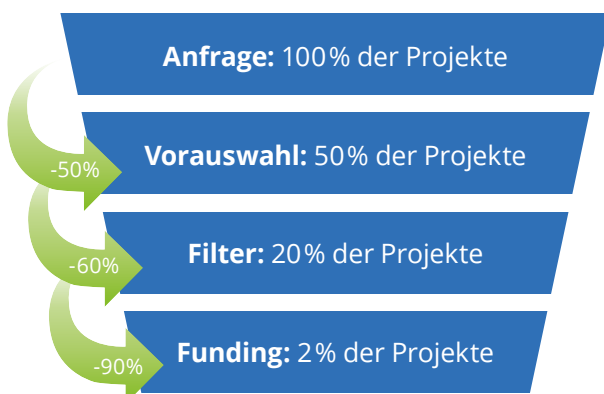 Anfrage: 100% der Projekte
-50%
Vorauswahl: 50% der Projekte
-60%
Filter: 20% der Projekte
-90%
Funding: 2% der Projekte